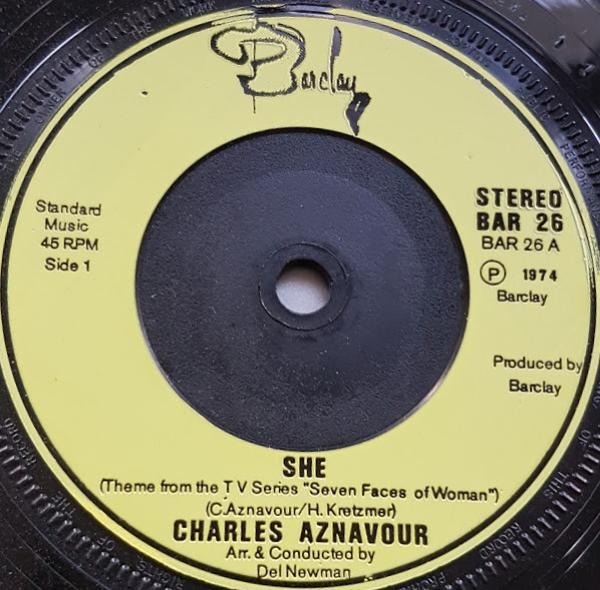 Barclay
Standard
Music
45 RPM
Side 1
STEREO
BAR 26
BAR 26 A
Ⓟ 1974
Barclay
Produced by
Barclay
SHE
(Theme from the T V Series "Seven Faces of Woman")
(C.Aznavour/H. Kretzmer)
CHARLES AZNAVOUR
Arr. & Conducted by
Del Newman